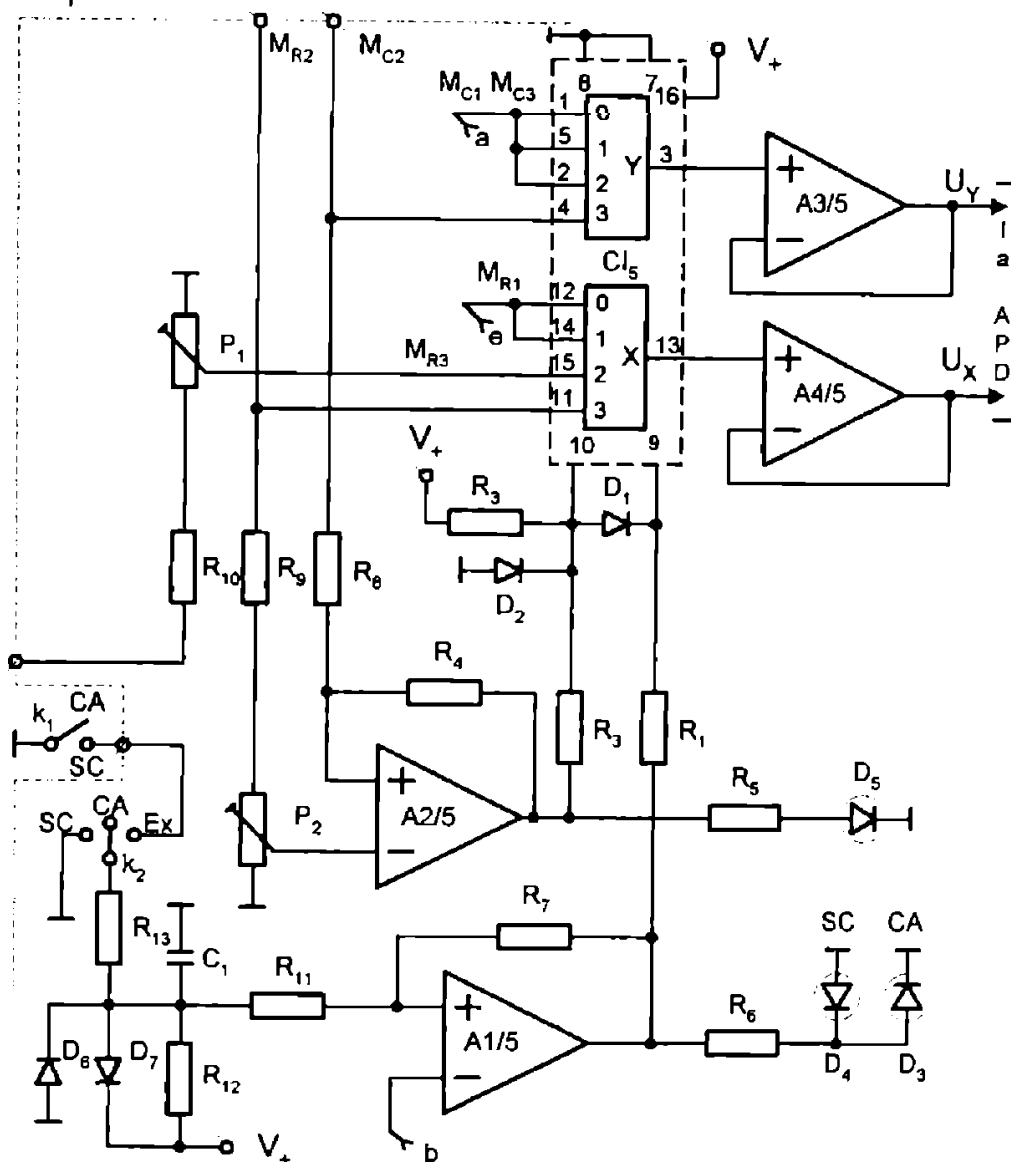 M_R2 M_C2
V_+
M_C1 M_C3
8 7
16
1 0
a
5 1
Y 3
2 2
4 3
CI_5
+
A3/5
−
U_Y
M_R1
12 0
e
14 1
X 13
15 2
11 3
P_1
M_R3
10 9
+
A4/5
−
U_X
I
a
A
P
D
V_+
R_3
D_1
D_2
R_10 R_9 R_8
R_4
R_3 R_1
k_1 CA
SC
SC CA Ex
k_2
P_2
+
A2/5
−
R_5 D_5
R_13
C_1
R_7
R_11
SC CA
+
A1/5
−
R_6
D_4 D_3
D_6 D_7
R_12
V_+
b